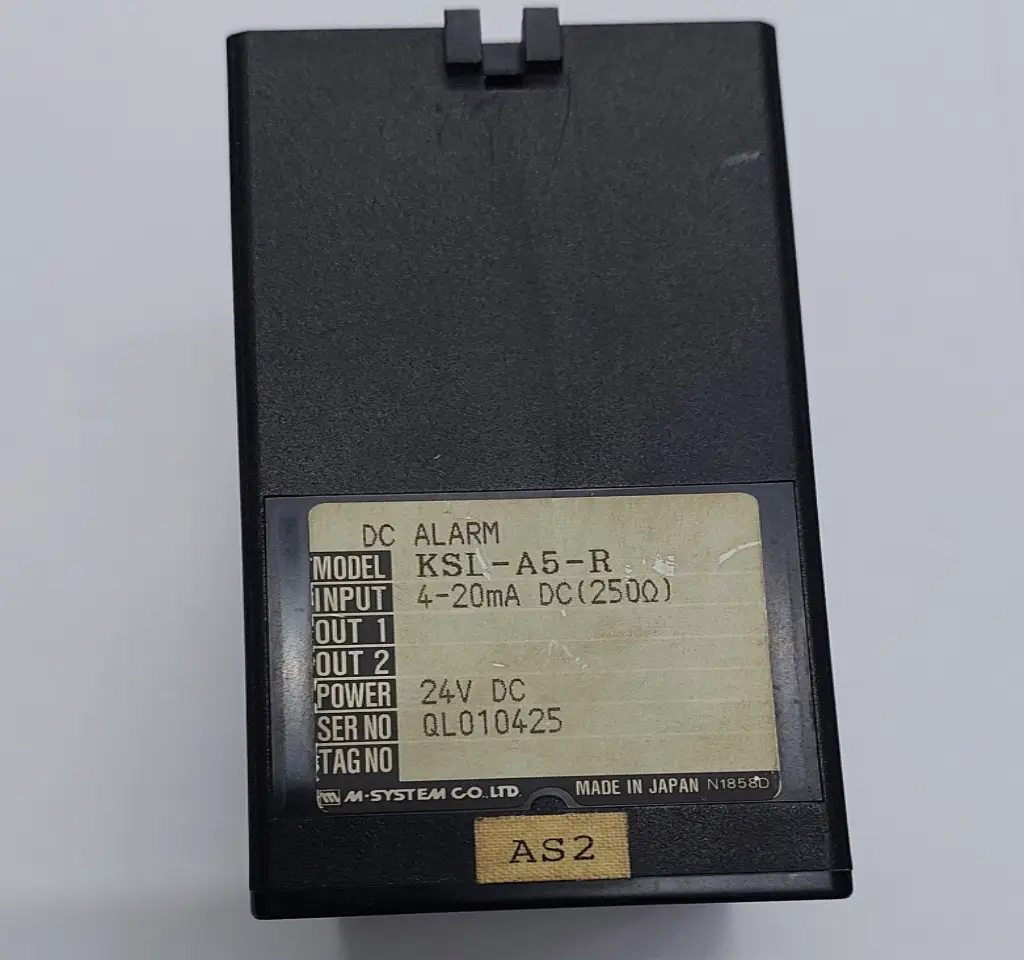 DC ALARM
MODEL KSL-A5-R
INPUT 4-20mA DC(250Ω)
OUT 1
OUT 2
POWER 24V DC
SER NO QL010425
TAG NO
M-SYSTEM CO.,LTD. MADE IN JAPAN N1858D
AS2